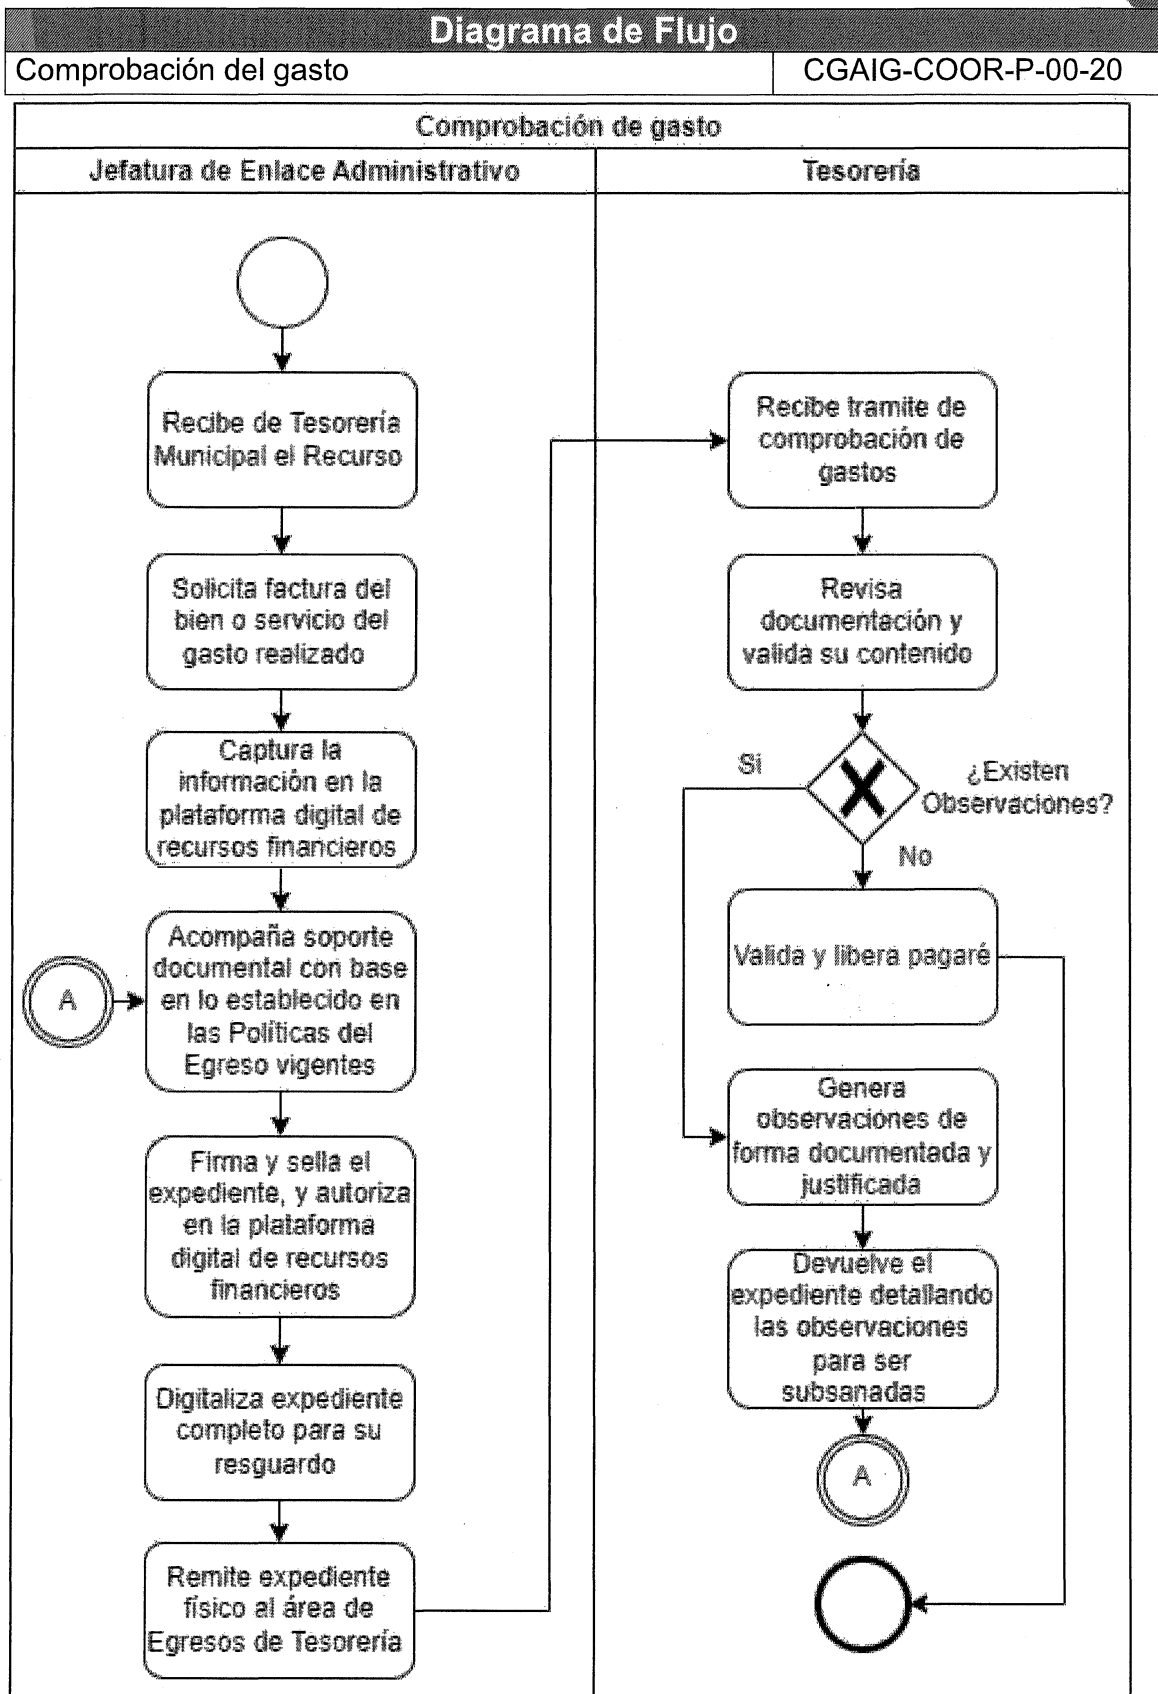 Diagrama de Flujo
Comprobación del gasto
CGAIG-COOR-P-00-20
Comprobación de gasto
Jefatura de Enlace Administrativo
Tesorería
Recibe de Tesorería
Municipal el Recurso
Solicita factura del
bien o servicio del
gasto realizado
Captura la
información en la
plataforma digital de
recursos financieros
Acompaña soporte
documental con base
en lo establecido en
las Políticas del
Egreso vigentes
A
Firma y sella el
expediente, y autoriza
en la plataforma
digital de recursos
financieros
Digitaliza expediente
completo para su
resguardo
Remite expediente
físico al área de
Egresos de Tesorería
Recibe tramite de
comprobación de
gastos
Revisa
documentación y
valida su contenido
Si
¿Existen
Observaciones?
No
Valida y libera pagaré
Genera
observaciones de
forma documentada y
justificada
Devuelve el
expediente detallando
las observaciones
para ser
subsanadas
A